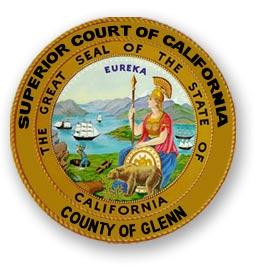 SUPERIOR COURT OF CALIFORNIA
THE GREAT SEAL OF THE STATE OF
EUREKA
CALIFORNIA
COUNTY OF GLENN